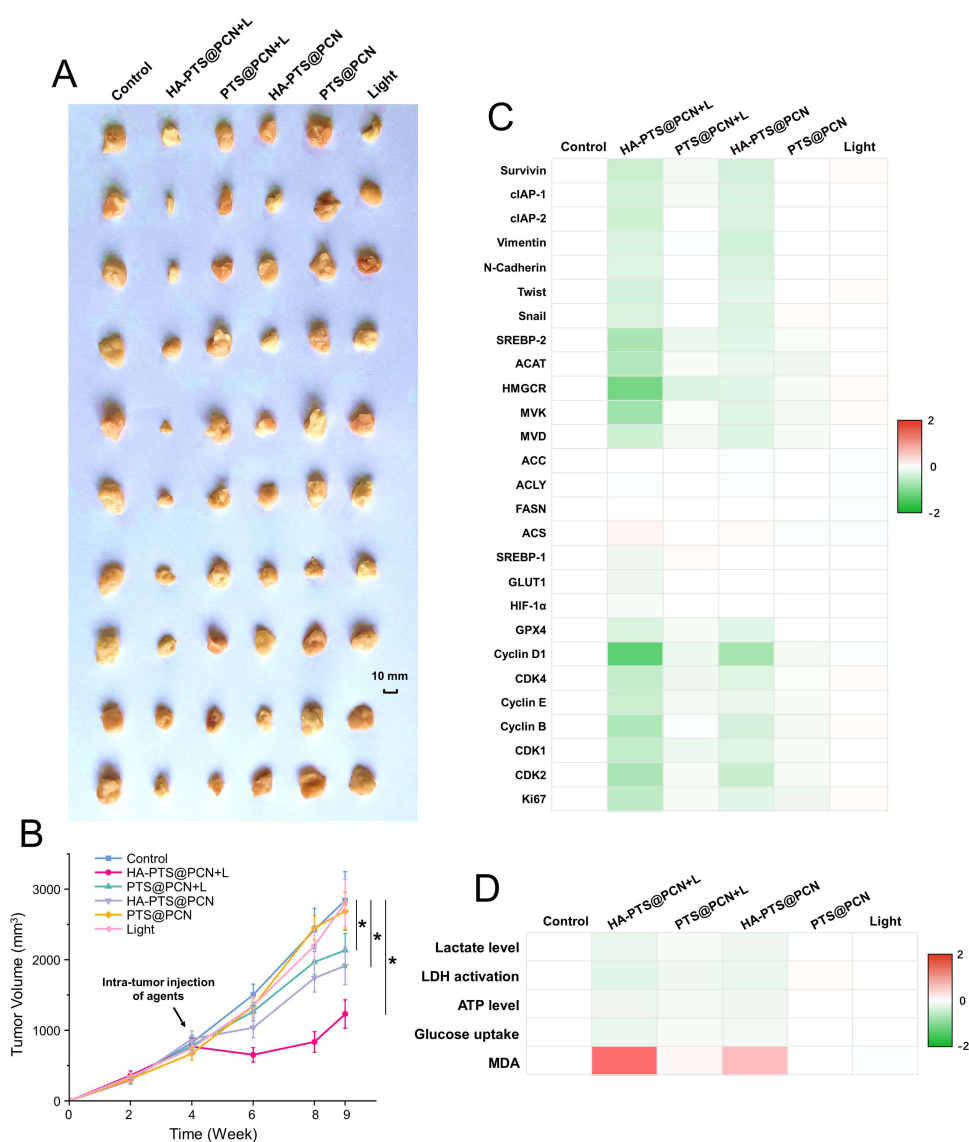 A
Control
HA-PTS@PCN+L
PTS@PCN+L
HA-PTS@PCN
PTS@PCN
Light
10 mm
B
Control
HA-PTS@PCN+L
PTS@PCN+L
HA-PTS@PCN
PTS@PCN
Light
Intra-tumor injection
of agents
*
*
*
Tumor Volume (mm³)
3000
2000
1000
0
0 2 4 6 8 9
Time (Week)
C
Control
HA-PTS@PCN+L
PTS@PCN+L
HA-PTS@PCN
PTS@PCN
Light
Survivin
cIAP-1
cIAP-2
Vimentin
N-Cadherin
Twist
Snail
SREBP-2
ACAT
HMGCR
MVK
MVD
ACC
ACLY
FASN
ACS
SREBP-1
GLUT1
HIF-1α
GPX4
Cyclin D1
CDK4
Cyclin E
Cyclin B
CDK1
CDK2
Ki67
2
0
-2
D
Control
HA-PTS@PCN+L
PTS@PCN+L
HA-PTS@PCN
PTS@PCN
Light
Lactate level
LDH activation
ATP level
Glucose uptake
MDA
2
0
-2